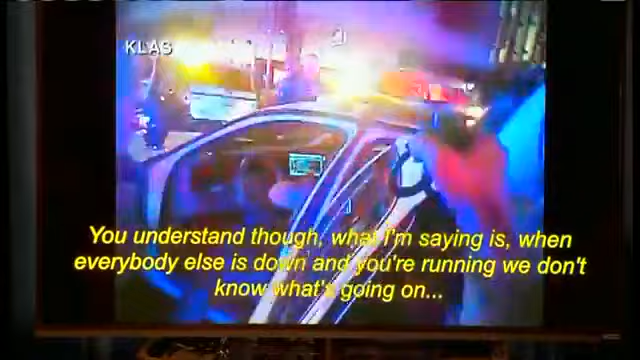 KLAS
You understand though, what I'm saying is, when
everybody else is down and you're running we don't
know what's going on...